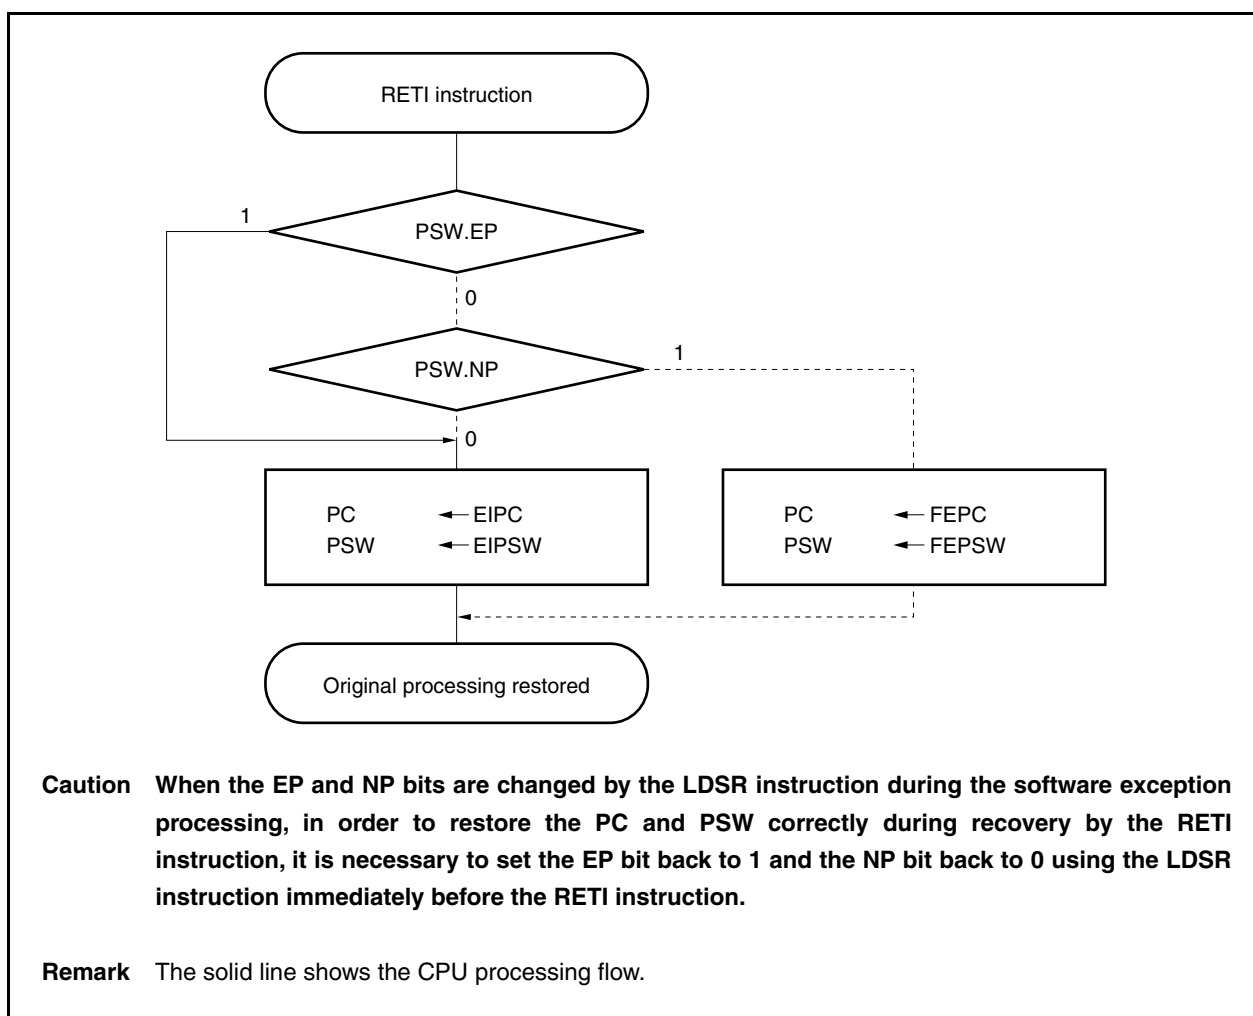 RETI instruction
1
PSW.EP
0
1
PSW.NP
0
PC ← EIPC
PSW ← EIPSW
PC ← FEPC
PSW ← FEPSW
Original processing restored
Caution When the EP and NP bits are changed by the LDSR instruction during the software exception
processing, in order to restore the PC and PSW correctly during recovery by the RETI
instruction, it is necessary to set the EP bit back to 1 and the NP bit back to 0 using the LDSR
instruction immediately before the RETI instruction.
Remark The solid line shows the CPU processing flow.